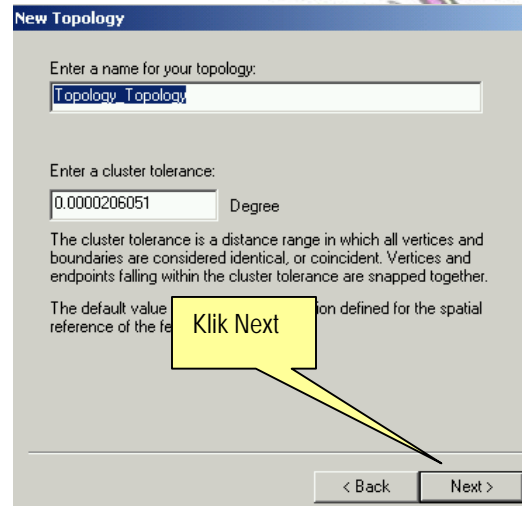 New Topology
Enter a name for your topology:
Topology_Topology
Enter a cluster tolerance:
0.0000206051 Degree
The cluster tolerance is a distance range in which all vertices and
boundaries are considered identical, or coincident. Vertices and
endpoints falling within the cluster tolerance are snapped together.
The default value ion defined for the spatial
reference of the fe
Klik Next
< Back Next >